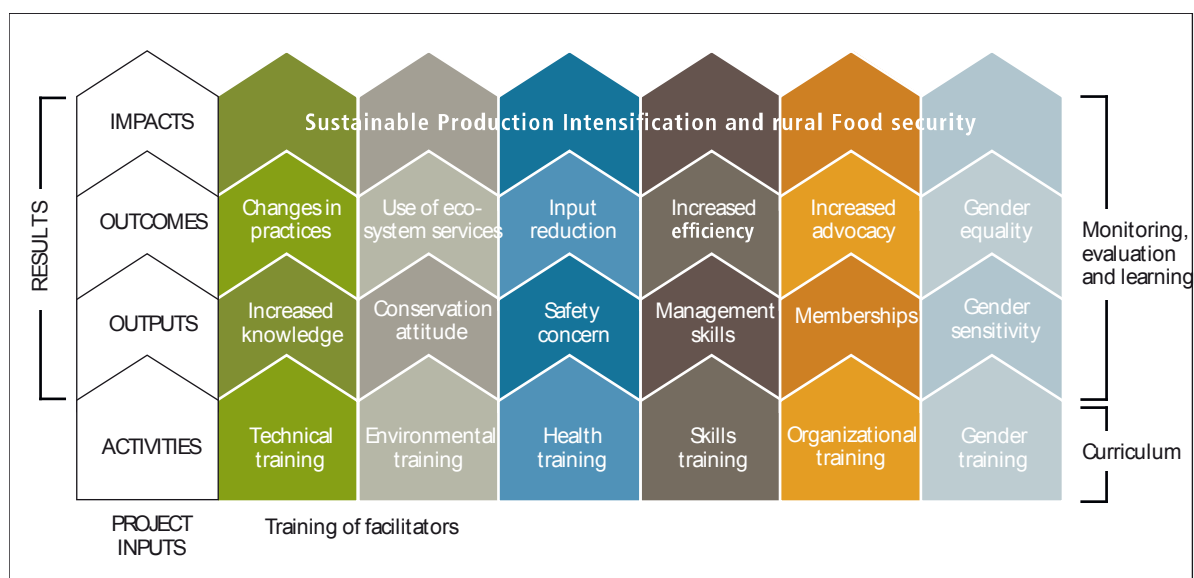 RESULTS
IMPACTS
Sustainable Production Intensification and rural Food security
OUTCOMES
Changes in
practices
Use of eco-
system services
Input
reduction
Increased
efficiency
Increased
advocacy
Gender
equality
Monitoring,
evaluation
and learning
OUTPUTS
Increased
knowledge
Conservation
attitude
Safety
concern
Management
skills
Memberships
Gender
sensitivity
ACTIVITIES
Technical
training
Environmental
training
Health
training
Skills
training
Organizational
training
Gender
training
Curriculum
PROJECT
INPUTS
Training of facilitators